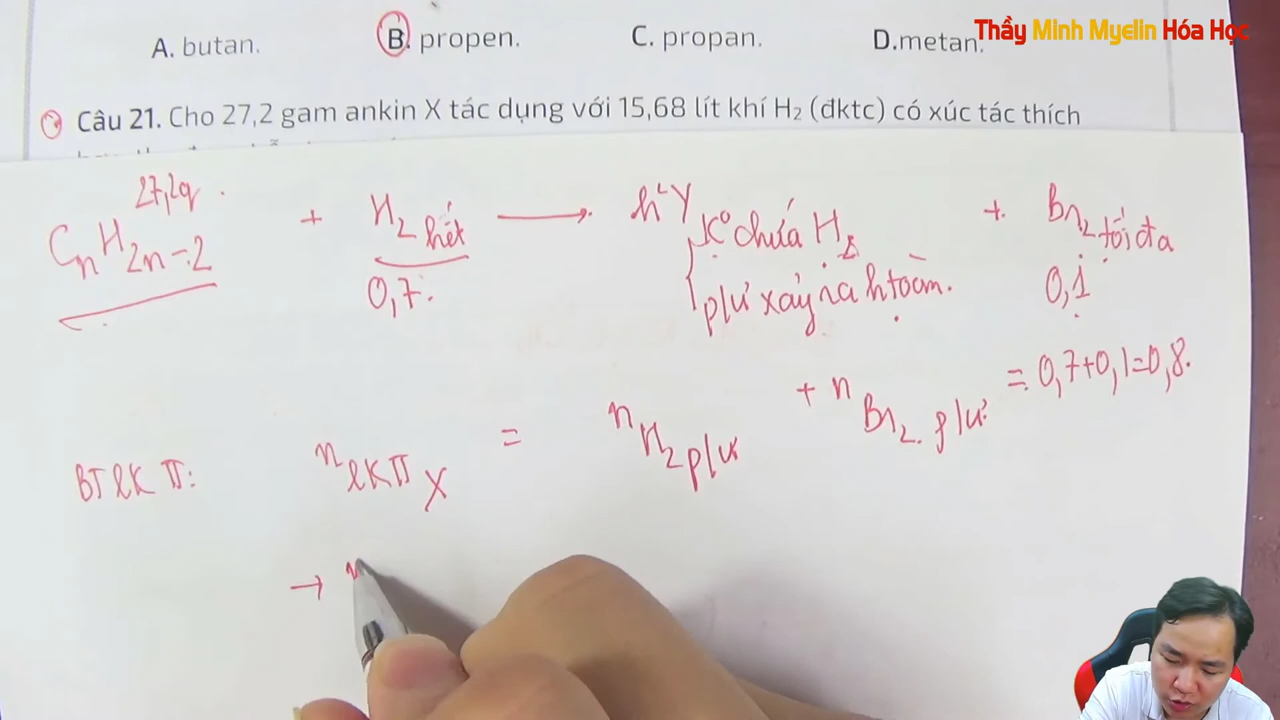 Thầy Minh Myelin Hóa Học
A. butan. B. propen. C. propan. D.metan.
Câu 21. Cho 27,2 gam ankin X tác dụng với 15,68 lít khí H₂ (đktc) có xúc tác thích
27,2g
CnH2n-2 + H2 hết → h²Y + Br2 tối đa
K° chứa H2
0,7. 0,1
p/ư xảy ra htoàn.
BT lK π: n lKπ X = n H2 p/ư + n Br2 p/ư = 0,7+0,1=0,8.
→ n